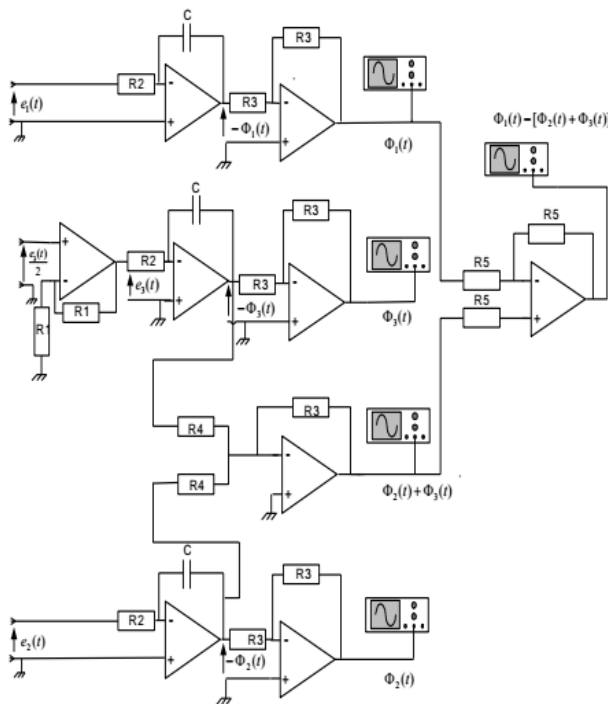 C
R3
R2
R3
e₁(t)
−Φ₁(t)
Φ₁(t)
Φ₁(t)−[Φ₂(t)+Φ₃(t)]
C
R3
R5
R2
R3
R5
e₃(t)/2
e₃(t)
−Φ₃(t)
Φ₃(t)
R5
R1
R1
R4
R3
R4
Φ₂(t)+Φ₃(t)
C
R3
R2
R3
e₂(t)
−Φ₂(t)
Φ₂(t)